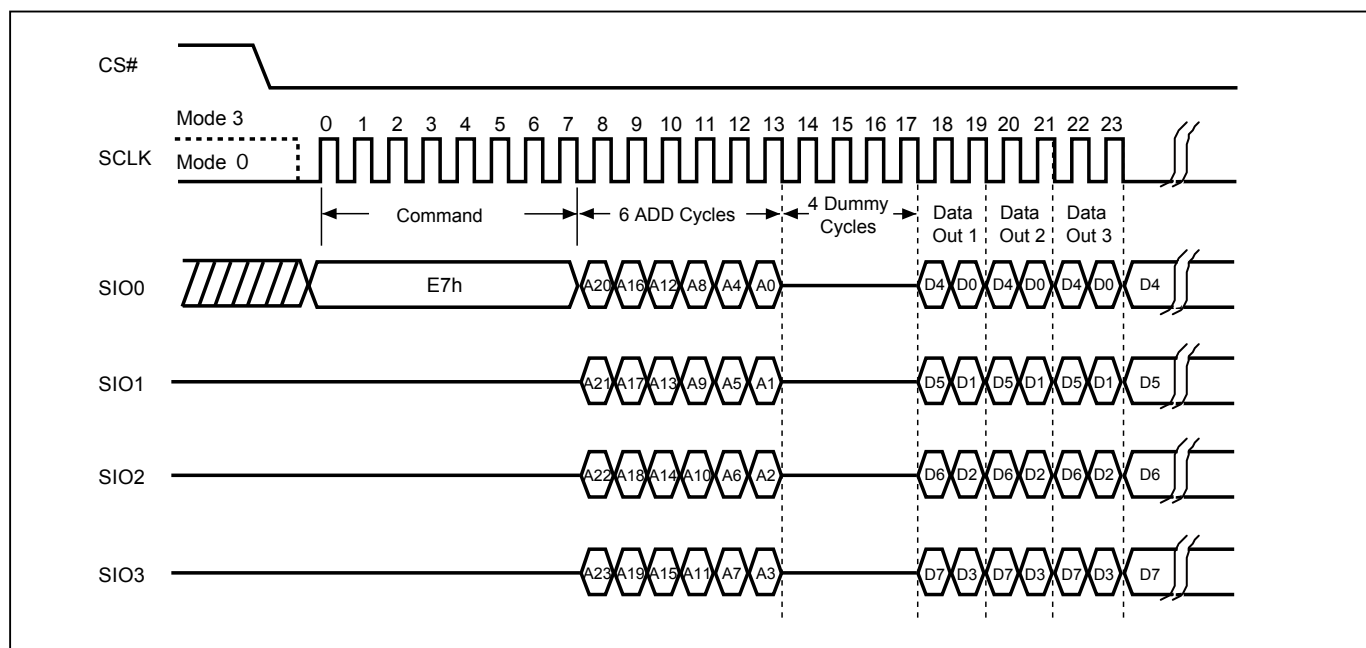 CS#
Mode 3
0 1 2 3 4 5 6 7 8 9 10 11 12 13 14 15 16 17 18 19 20 21 22 23
SCLK
Mode 0
Command
6 ADD Cycles
4 Dummy Cycles
Data Out 1
Data Out 2
Data Out 3
SIO0 E7h A20 A16 A12 A8 A4 A0 D4 D0 D4 D0 D4 D0 D4
SIO1 A21 A17 A13 A9 A5 A1 D5 D1 D5 D1 D5 D1 D5
SIO2 A22 A18 A14 A10 A6 A2 D6 D2 D6 D2 D6 D2 D6
SIO3 A23 A19 A15 A11 A7 A3 D7 D3 D7 D3 D7 D3 D7